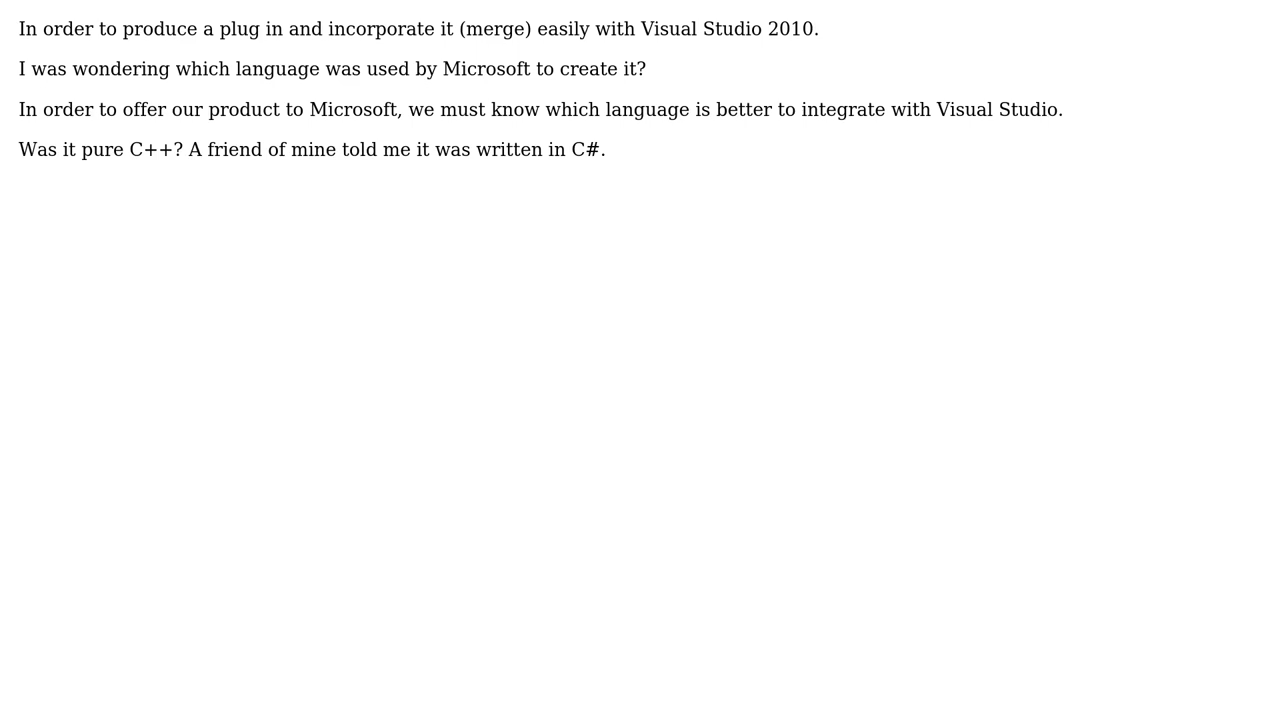 In order to produce a plug in and incorporate it (merge) easily with Visual Studio 2010.
I was wondering which language was used by Microsoft to create it?
In order to offer our product to Microsoft, we must know which language is better to integrate with Visual Studio.
Was it pure C++? A friend of mine told me it was written in C#.